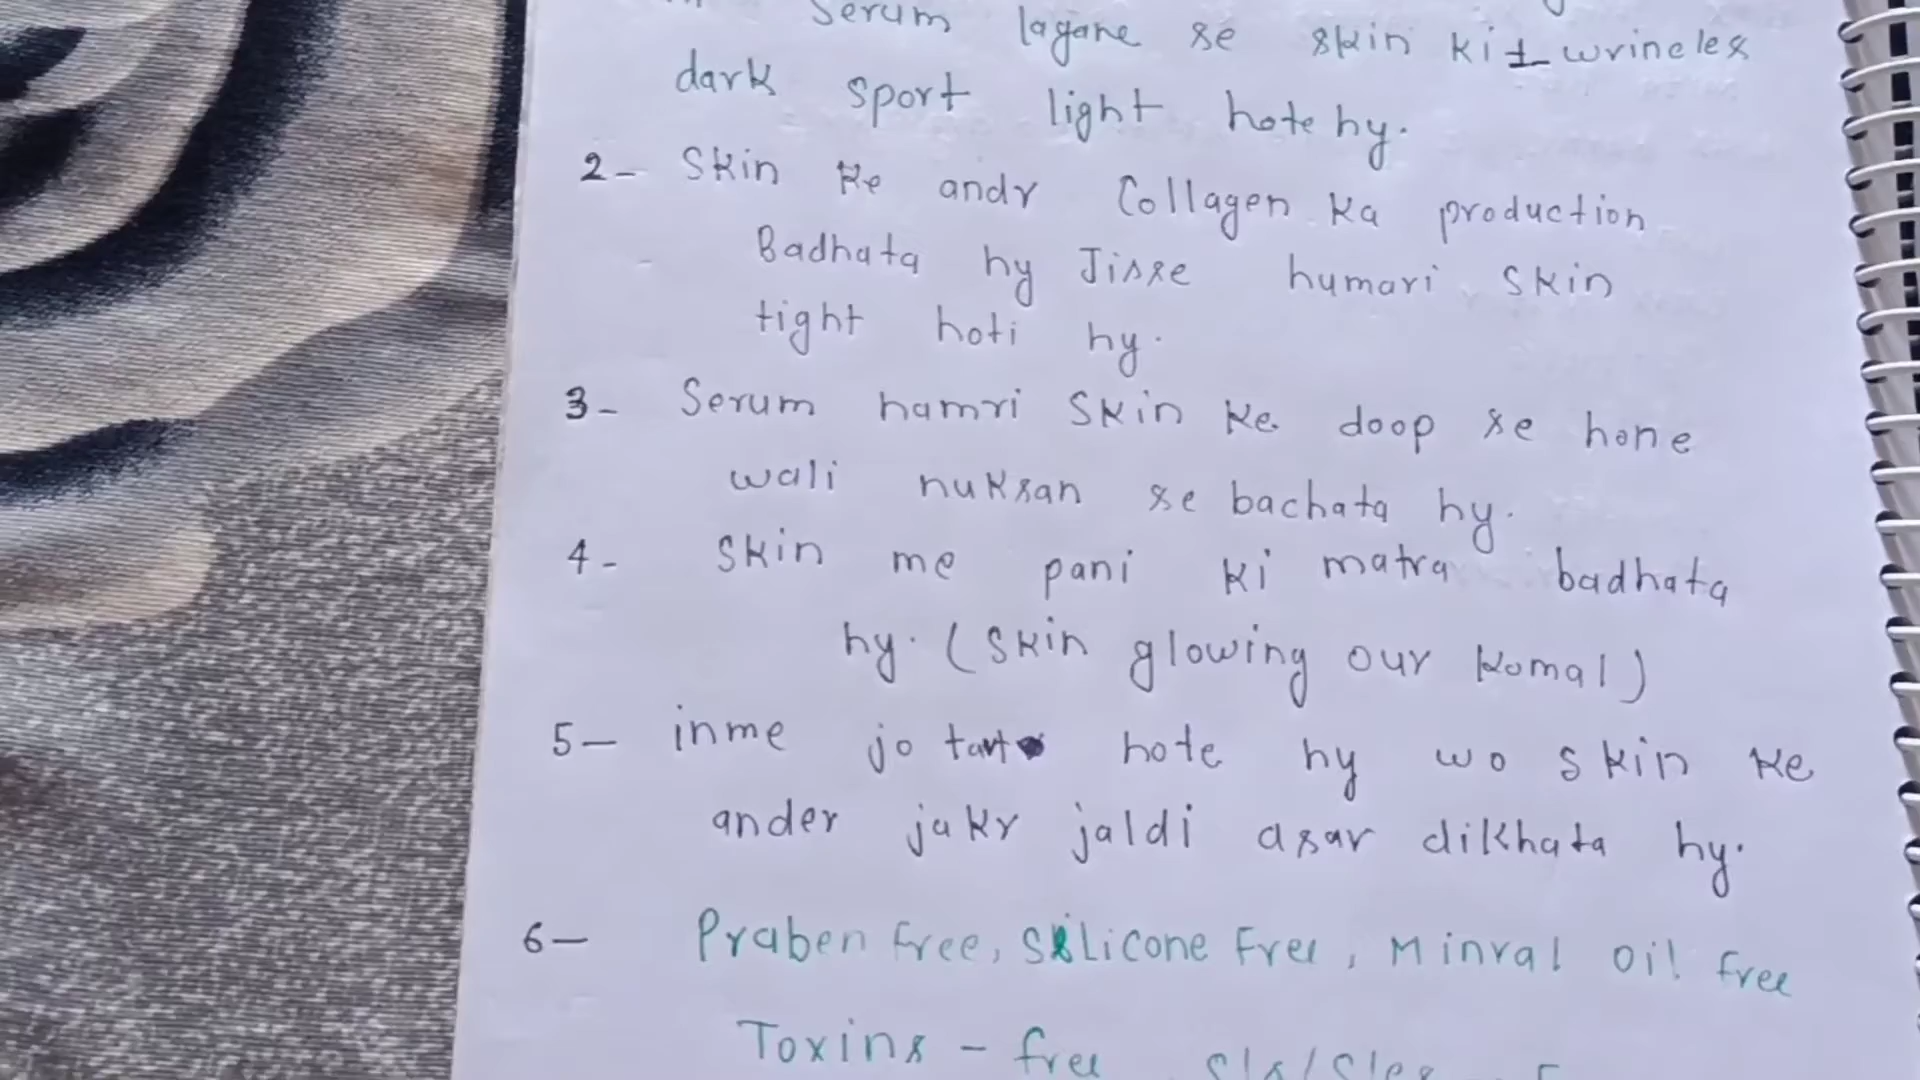 Serum lagane se skin ki wrineles
dark sport light hote hy.
2- Skin ke andr Collagen ka production
Badhata hy Jisse humari skin
tight hoti hy.
3- Serum hamri Skin ke doop se hone
wali nuksan se bachata hy.
4- Skin me pani ki matra badhata
hy. (Skin glowing our komal)
5- inme jo tart hote hy wo skin ke
ander jakr jaldi asar dikhata hy.
6- Praben free, Silicone Free, Minral oil free
Toxins - free